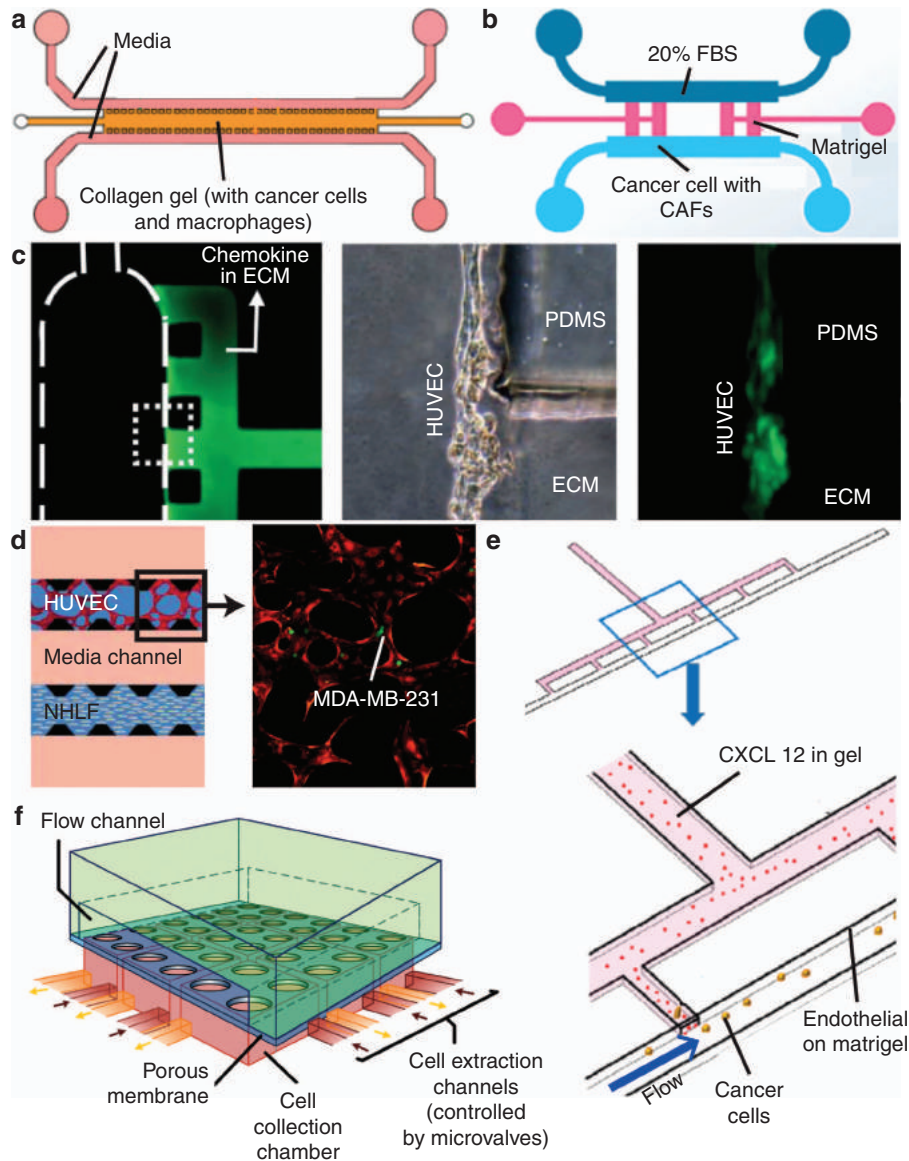 a
Media
Collagen gel (with cancer cells
and macrophages)
b
20% FBS
Matrigel
Cancer cell with
CAFs
c
Chemokine
in ECM
HUVEC
PDMS
ECM
HUVEC
PDMS
ECM
d
HUVEC
Media channel
NHLF
MDA-MB-231
e
CXCL 12 in gel
Endothelial
on matrigel
Cancer
cells
Flow
f
Flow channel
Porous
membrane
Cell
collection
chamber
Cell extraction
channels
(controlled
by microvalves)